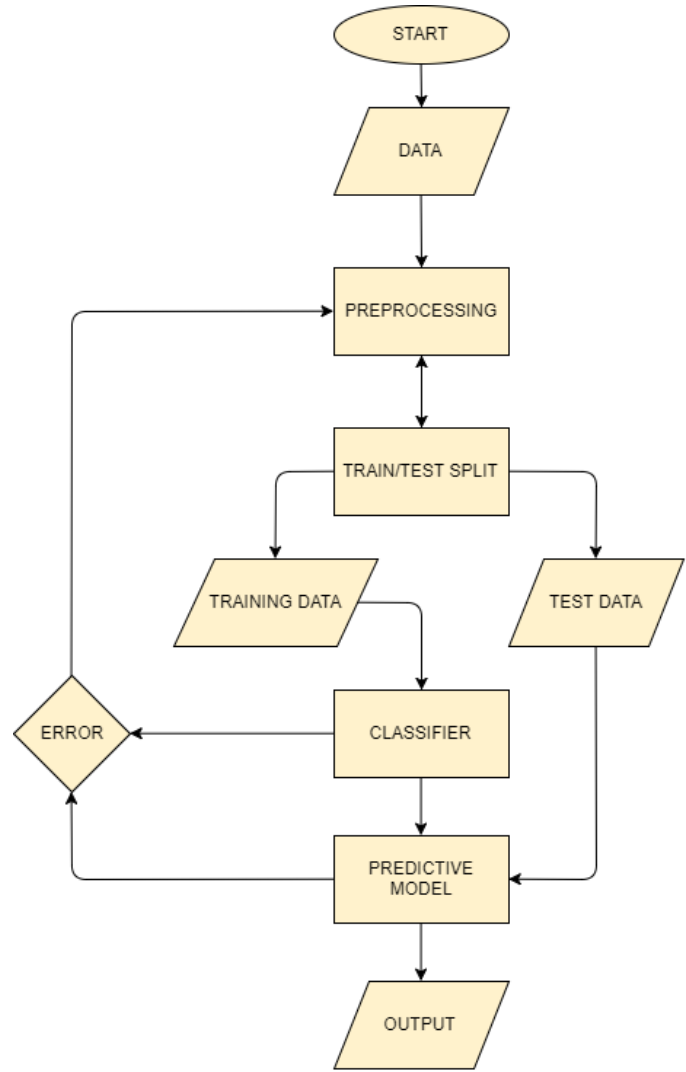 START
DATA
PREPROCESSING
TRAIN/TEST SPLIT
TRAINING DATA
TEST DATA
ERROR
CLASSIFIER
PREDICTIVE
MODEL
OUTPUT